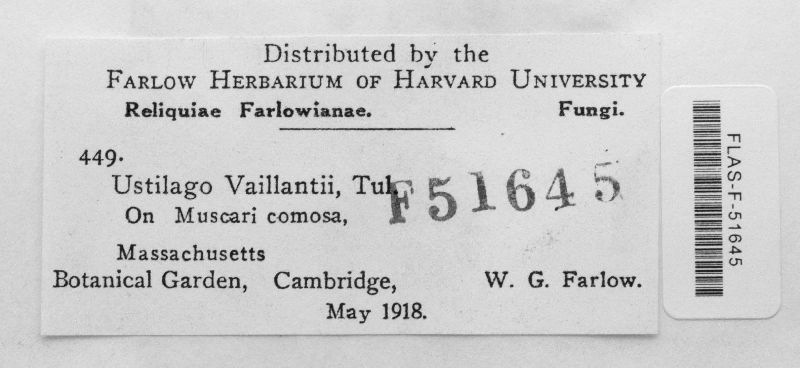 Distributed by the
FARLOW HERBARIUM OF HARVARD UNIVERSITY
Reliquiae Farlowianae. Fungi.
449.
Ustilago Vaillantii, Tul.
F51645
On Muscari comosa,
Massachusetts
Botanical Garden, Cambridge, W. G. Farlow.
May 1918.
FLAS-F-51645